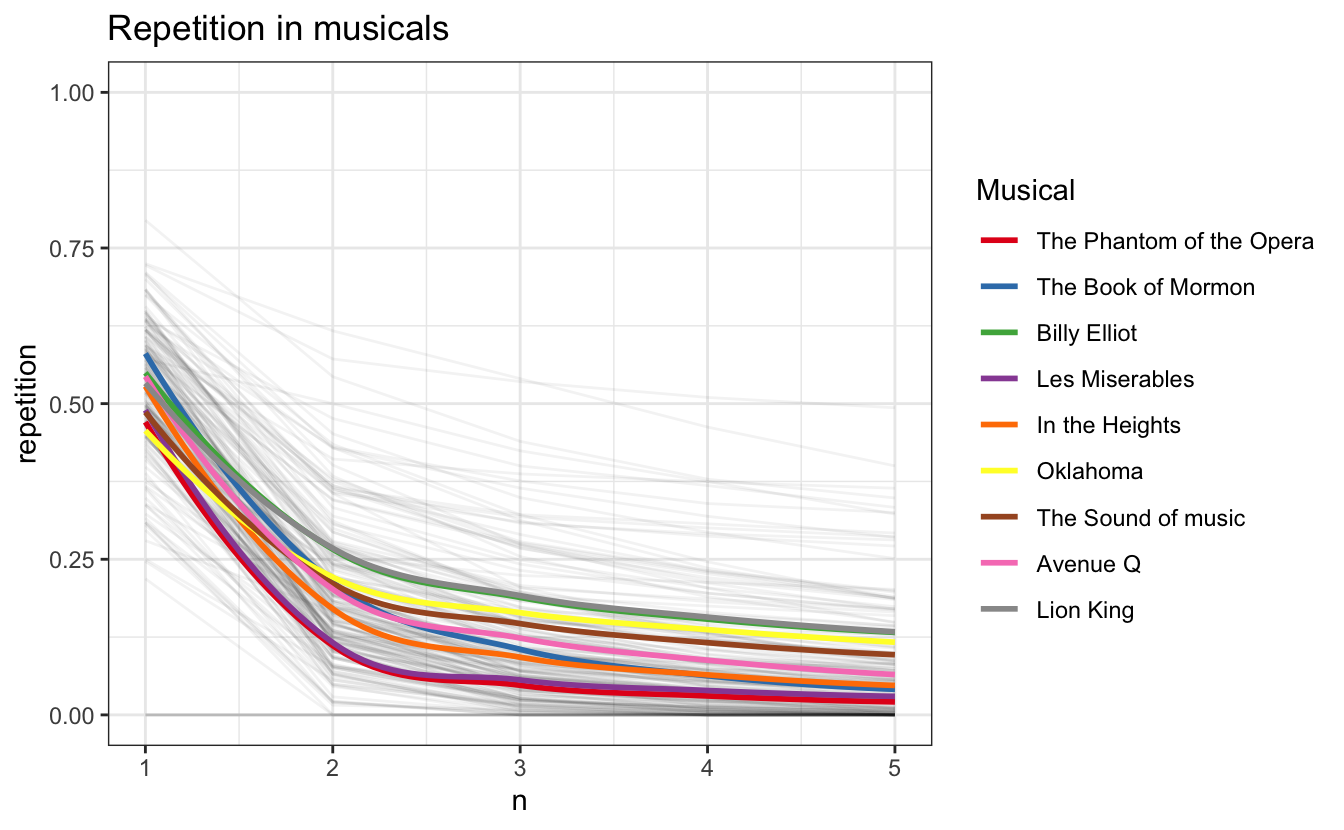 Repetition in musicals
1.00
0.75
0.50
0.25
0.00
repetition
1 2 3 4 5
n
Musical
The Phantom of the Opera
The Book of Mormon
Billy Elliot
Les Miserables
In the Heights
Oklahoma
The Sound of music
Avenue Q
Lion King